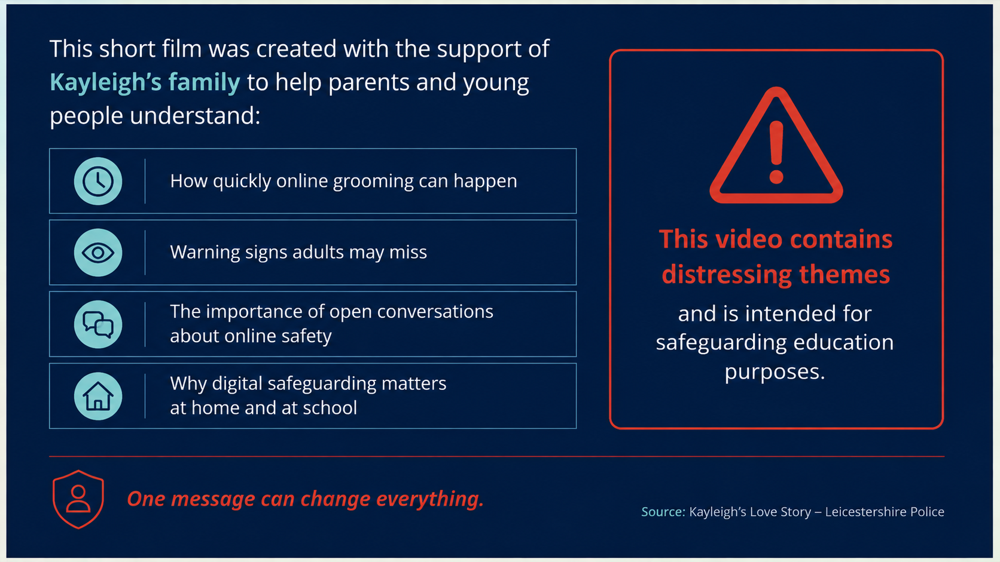 This short film was created with the support of
Kayleigh’s family to help parents and young
people understand:
How quickly online grooming can happen
Warning signs adults may miss
The importance of open conversations
about online safety
Why digital safeguarding matters
at home and at school
This video contains
distressing themes
and is intended for
safeguarding education
purposes.
One message can change everything.
Source: Kayleigh’s Love Story – Leicestershire Police